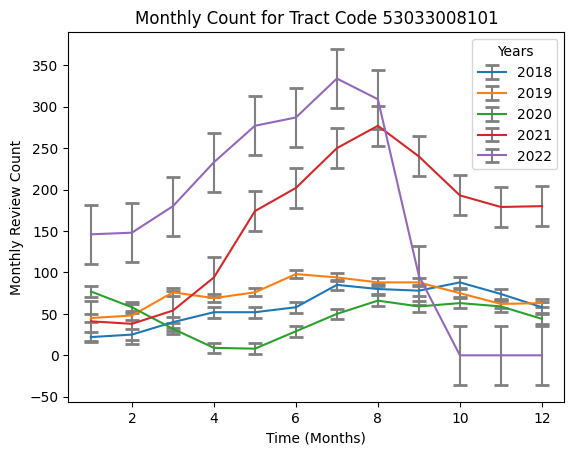 Monthly Count for Tract Code 53033008101
Years
2018
2019
2020
2021
2022
Monthly Review Count
350
300
250
200
150
100
50
0
−50
2 4 6 8 10 12
Time (Months)